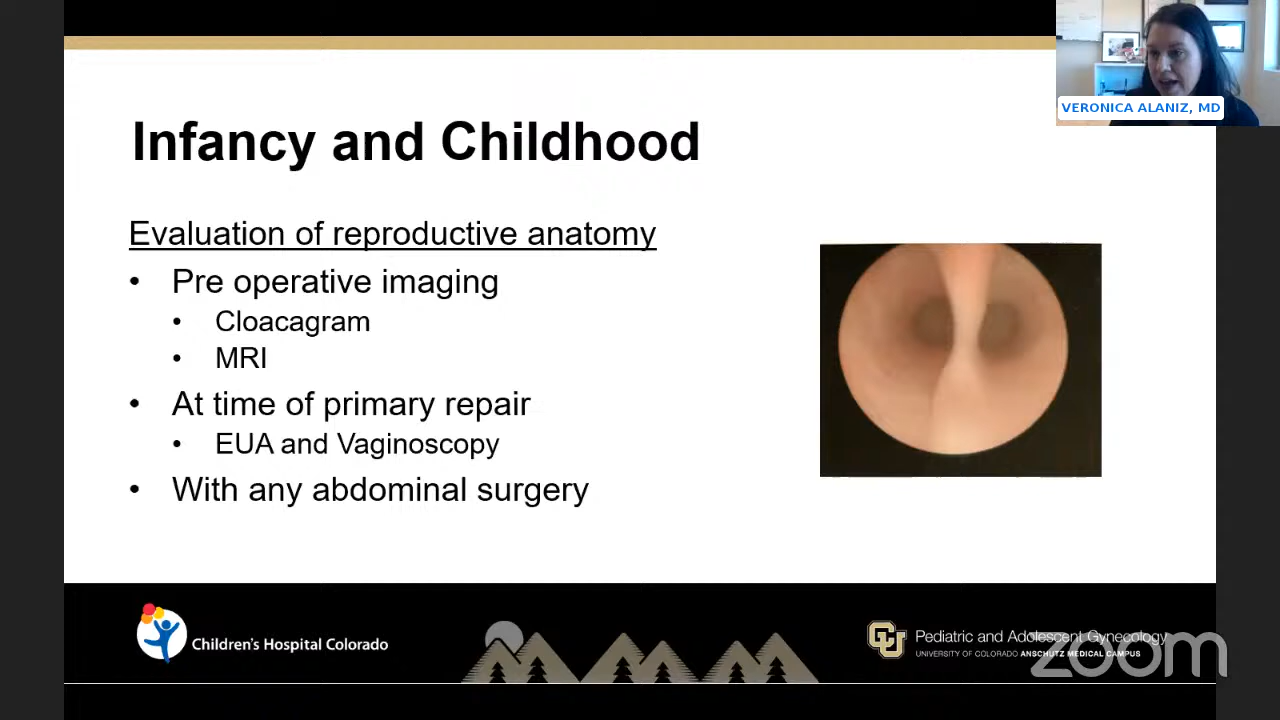 VERONICA ALANIZ, MD
Infancy and Childhood
Evaluation of reproductive anatomy
• Pre operative imaging
• Cloacagram
• MRI
• At time of primary repair
• EUA and Vaginoscopy
• With any abdominal surgery
Children's Hospital Colorado
CU
Pediatric and Adolescent Gynecology
UNIVERSITY OF COLORADO ANSCHUTZ MEDICAL CAMPUS
zoom